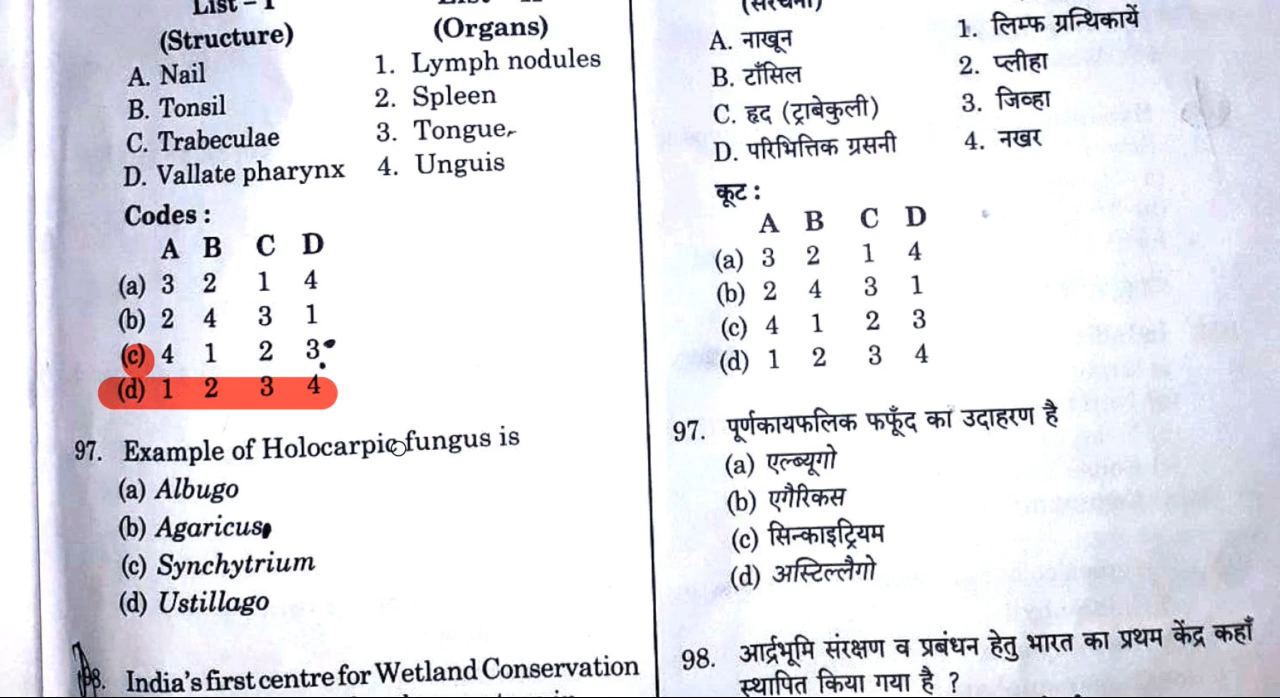 List – I
(Structure)
A. Nail
B. Tonsil
C. Trabeculae
D. Vallate pharynx
(Organs)
1. Lymph nodules
2. Spleen
3. Tongue
4. Unguis
Codes :
A B C D
(a) 3 2 1 4
(b) 2 4 3 1
(c) 4 1 2 3
(d) 1 2 3 4
97. Example of Holocarpic fungus is
(a) Albugo
(b) Agaricus
(c) Synchytrium
(d) Ustillago
98. India's first centre for Wetland Conservation
(संरचना)
A. नाखून
B. टाँसिल
C. हृद (ट्राबेकुली)
D. परिभित्तिक ग्रसनी
1. लिम्फ ग्रन्थिकायें
2. प्लीहा
3. जिव्हा
4. नखर
कूट :
A B C D
(a) 3 2 1 4
(b) 2 4 3 1
(c) 4 1 2 3
(d) 1 2 3 4
97. पूर्णकायफलिक फफूँद का उदाहरण है
(a) एल्ब्यूगो
(b) एगैरिकस
(c) सिन्काइट्रियम
(d) अस्टिल्लैगो
98. आर्द्रभूमि संरक्षण व प्रबंधन हेतु भारत का प्रथम केंद्र कहाँ
स्थापित किया गया है ?